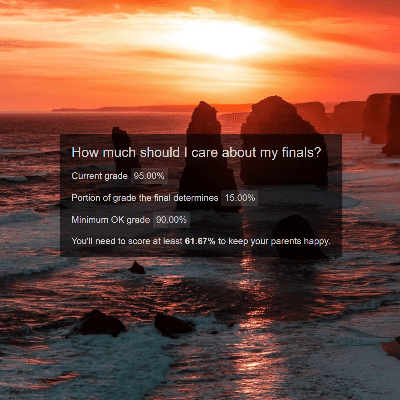 How much should I care about my finals?
Current grade 95.00%
Portion of grade the final determines 15.00%
Minimum OK grade 90.00%
You'll need to score at least 61.67% to keep your parents happy.